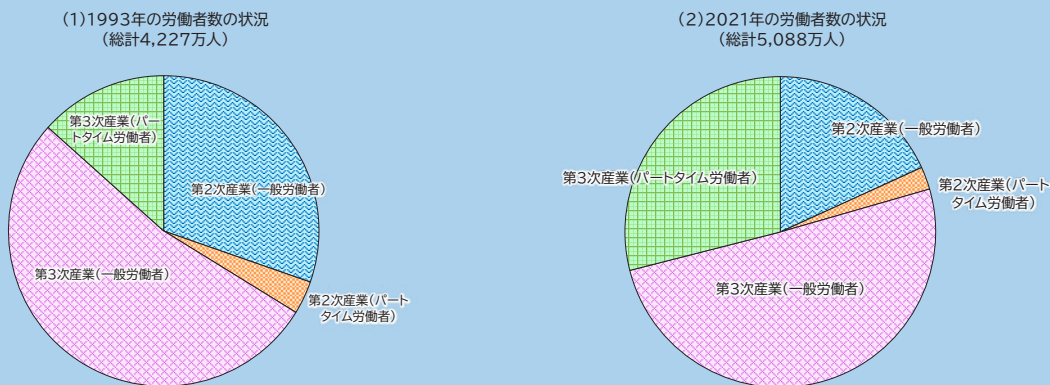 (1)1993年の労働者数の状況
(総計4,227万人)
第3次産業(パー
トタイム労働者)
第2次産業(一般労働者)
第3次産業(一般労働者)
第2次産業(パート
タイム労働者)
(2)2021年の労働者数の状況
(総計5,088万人)
第2次産業(一般労働者)
第3次産業(パートタイム労働者)
第2次産業(パート
タイム労働者)
第3次産業(一般労働者)